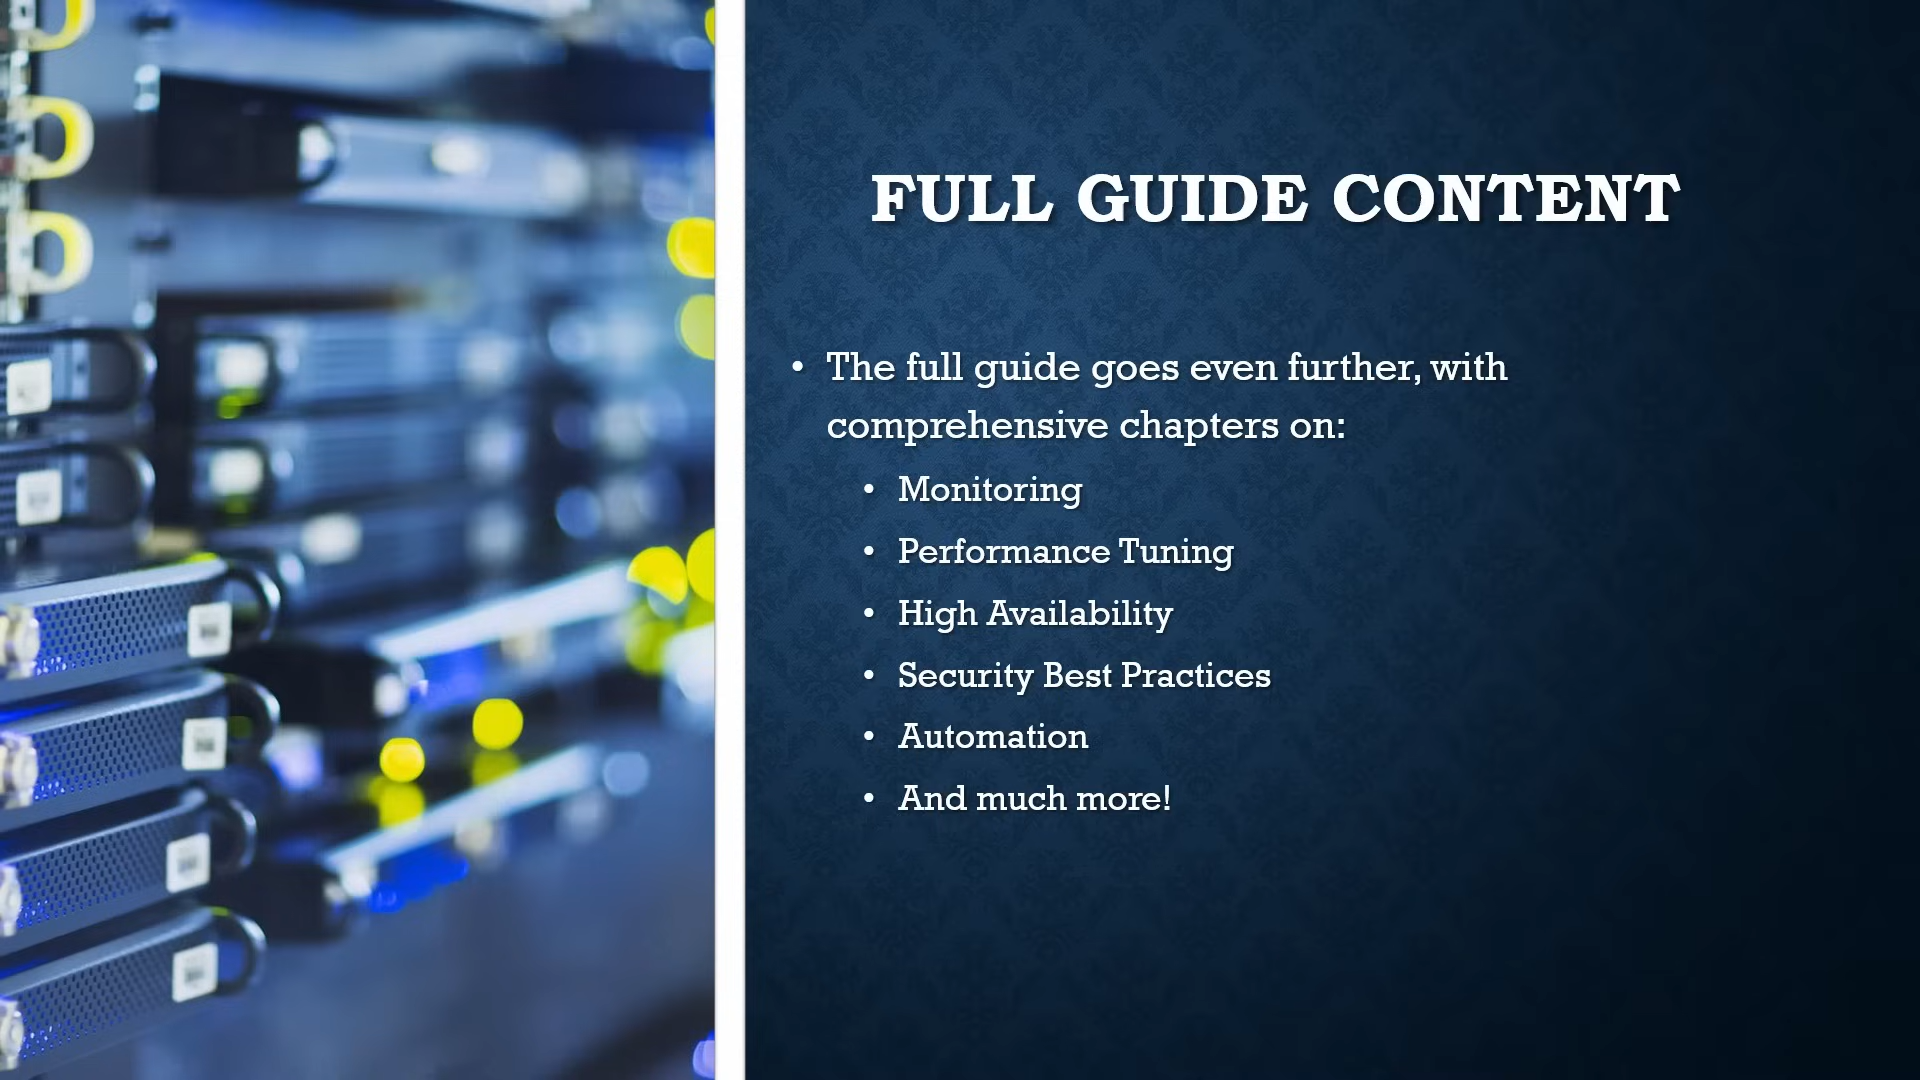 FULL GUIDE CONTENT
• The full guide goes even further, with
comprehensive chapters on:
• Monitoring
• Performance Tuning
• High Availability
• Security Best Practices
• Automation
• And much more!